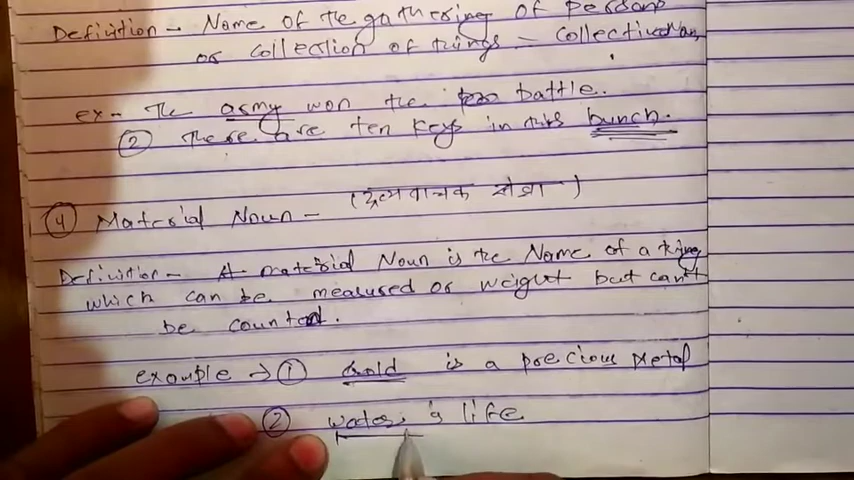 Definition - Name of the gathering of Persons
or collection of things - Collective Noun
ex- The army won the battle.
② These are ten keys in this bunch.
④ Material Noun - (द्रव्यवाचक संज्ञा)
Definition - A material Noun is the Name of a thing
which can be measured or weight but can't
be counted.
example → ① Gold is a precious metal
② water is life